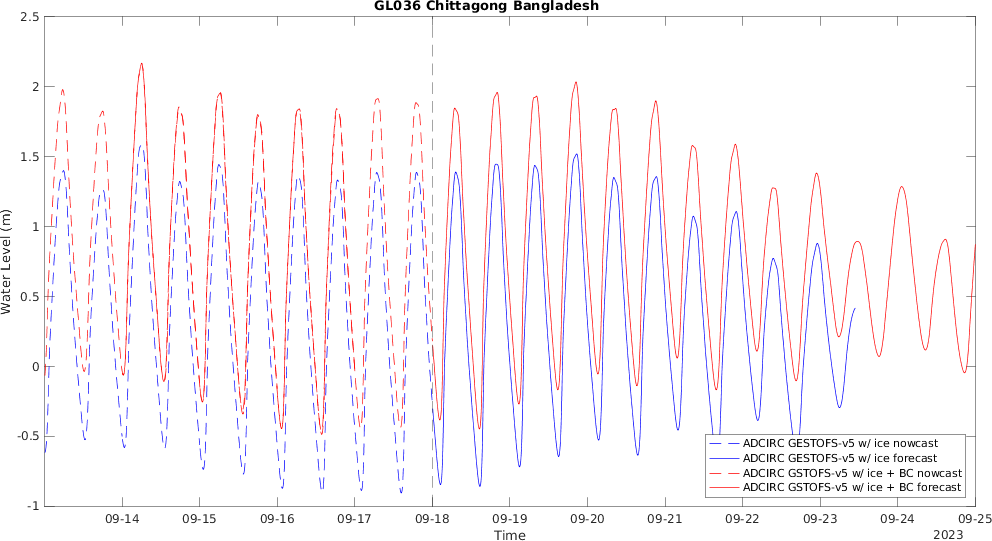 GL036 Chittagong Bangladesh
2.5
2
1.5
1
0.5
0
-0.5
-1
Water Level (m)
09-14 09-15 09-16 09-17 09-18 09-19 09-20 09-21 09-22 09-23 09-24 09-25
Time
2023
ADCIRC GESTOFS-v5 w/ ice nowcast
ADCIRC GESTOFS-v5 w/ ice forecast
ADCIRC GSTOFS-v5 w/ ice + BC nowcast
ADCIRC GSTOFS-v5 w/ ice + BC forecast